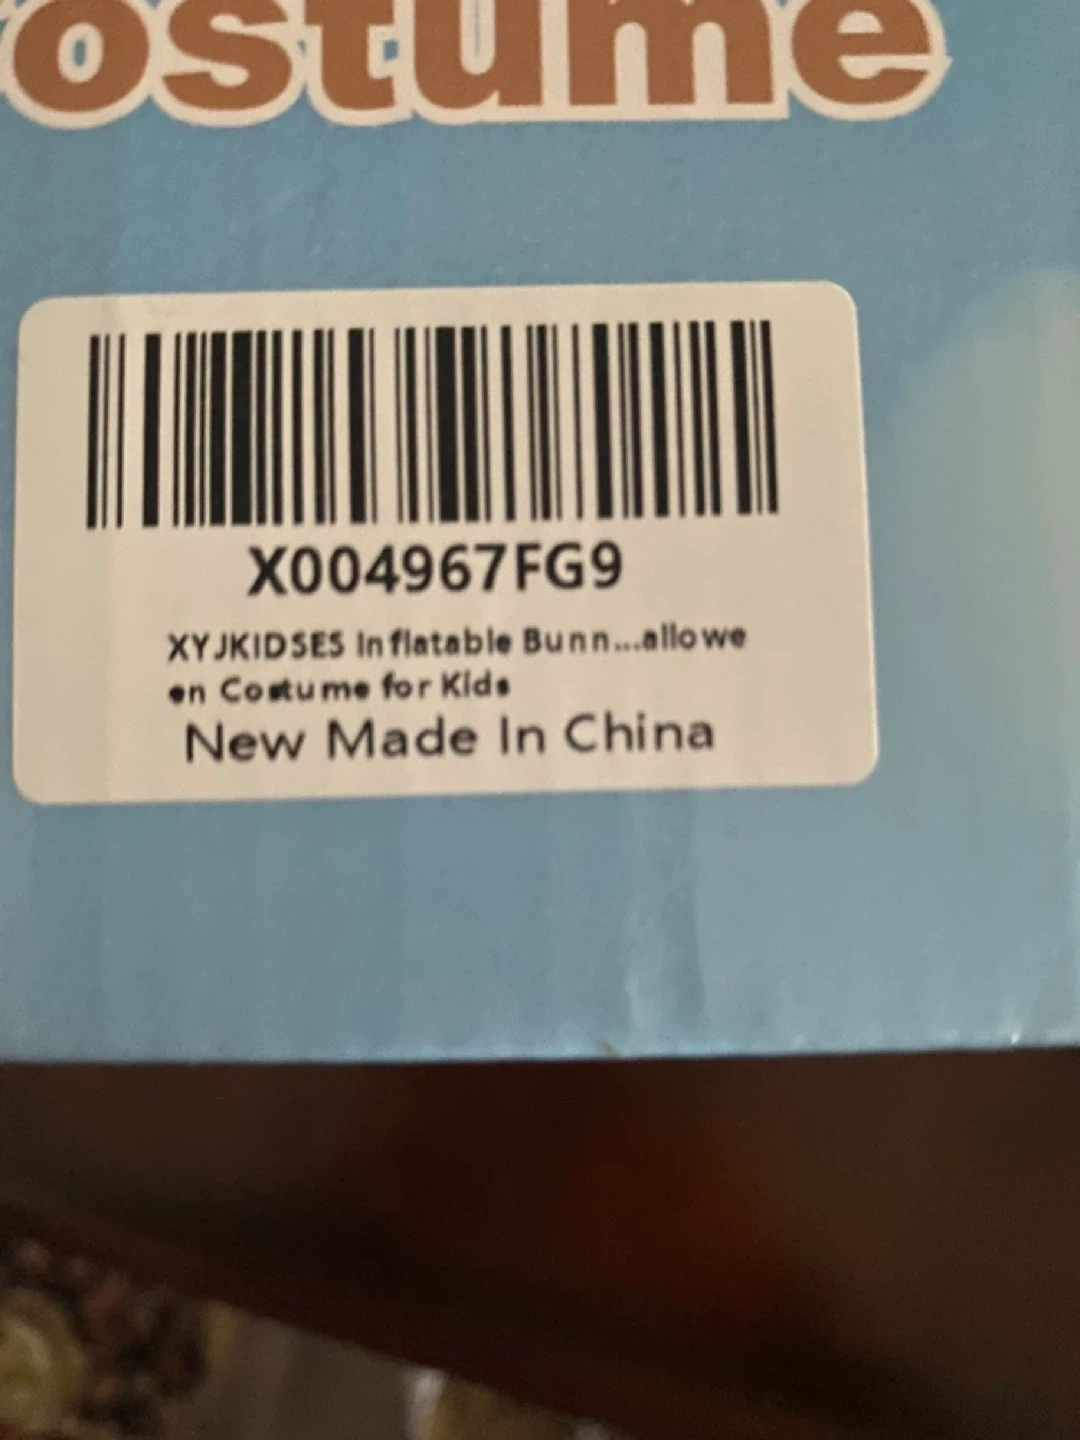 ostume
X004967FG9
XYJKIDSES Inflatable Bunn...allowe
en Costume for Kids
New Made In China